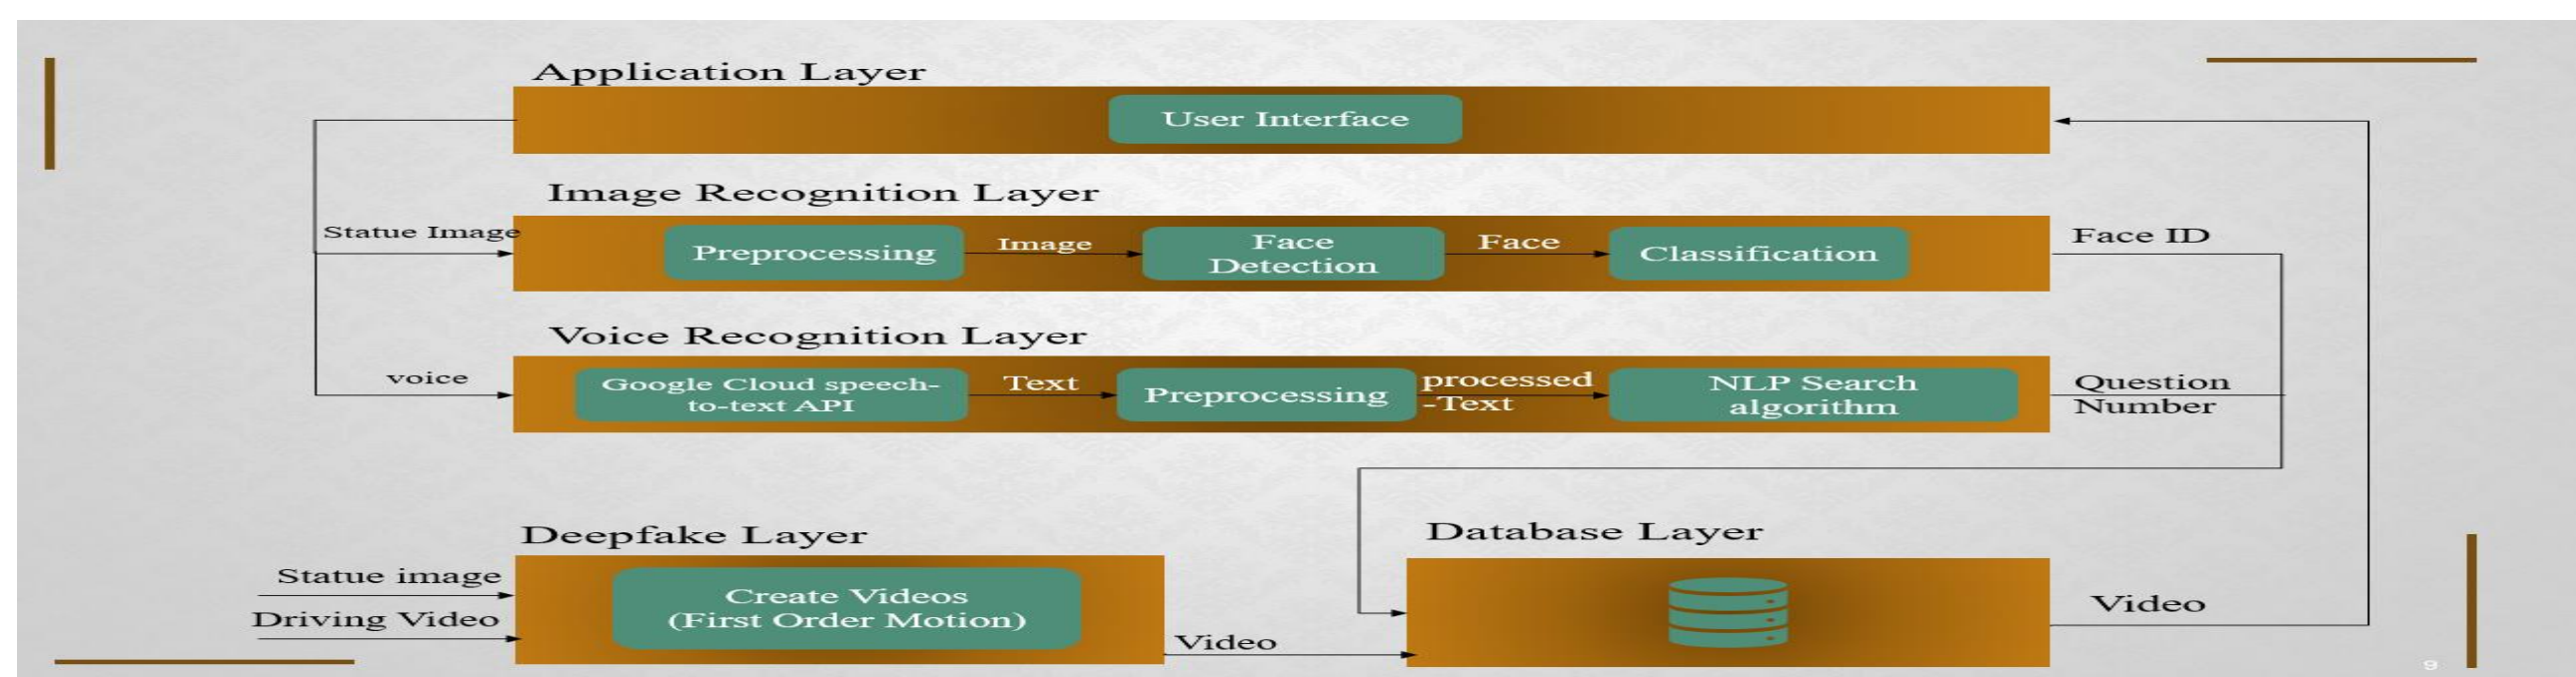 Application Layer
User Interface
Image Recognition Layer
Statue Image
Preprocessing
Image
Face
Detection
Face
Classification
Face ID
Voice Recognition Layer
voice
Google Cloud speech-
to-text API
Text
Preprocessing
processed
-Text
NLP Search
algorithm
Question
Number
Deepfake Layer
Statue image
Driving Video
Create Videos
(First Order Motion)
Video
Database Layer
Video
9